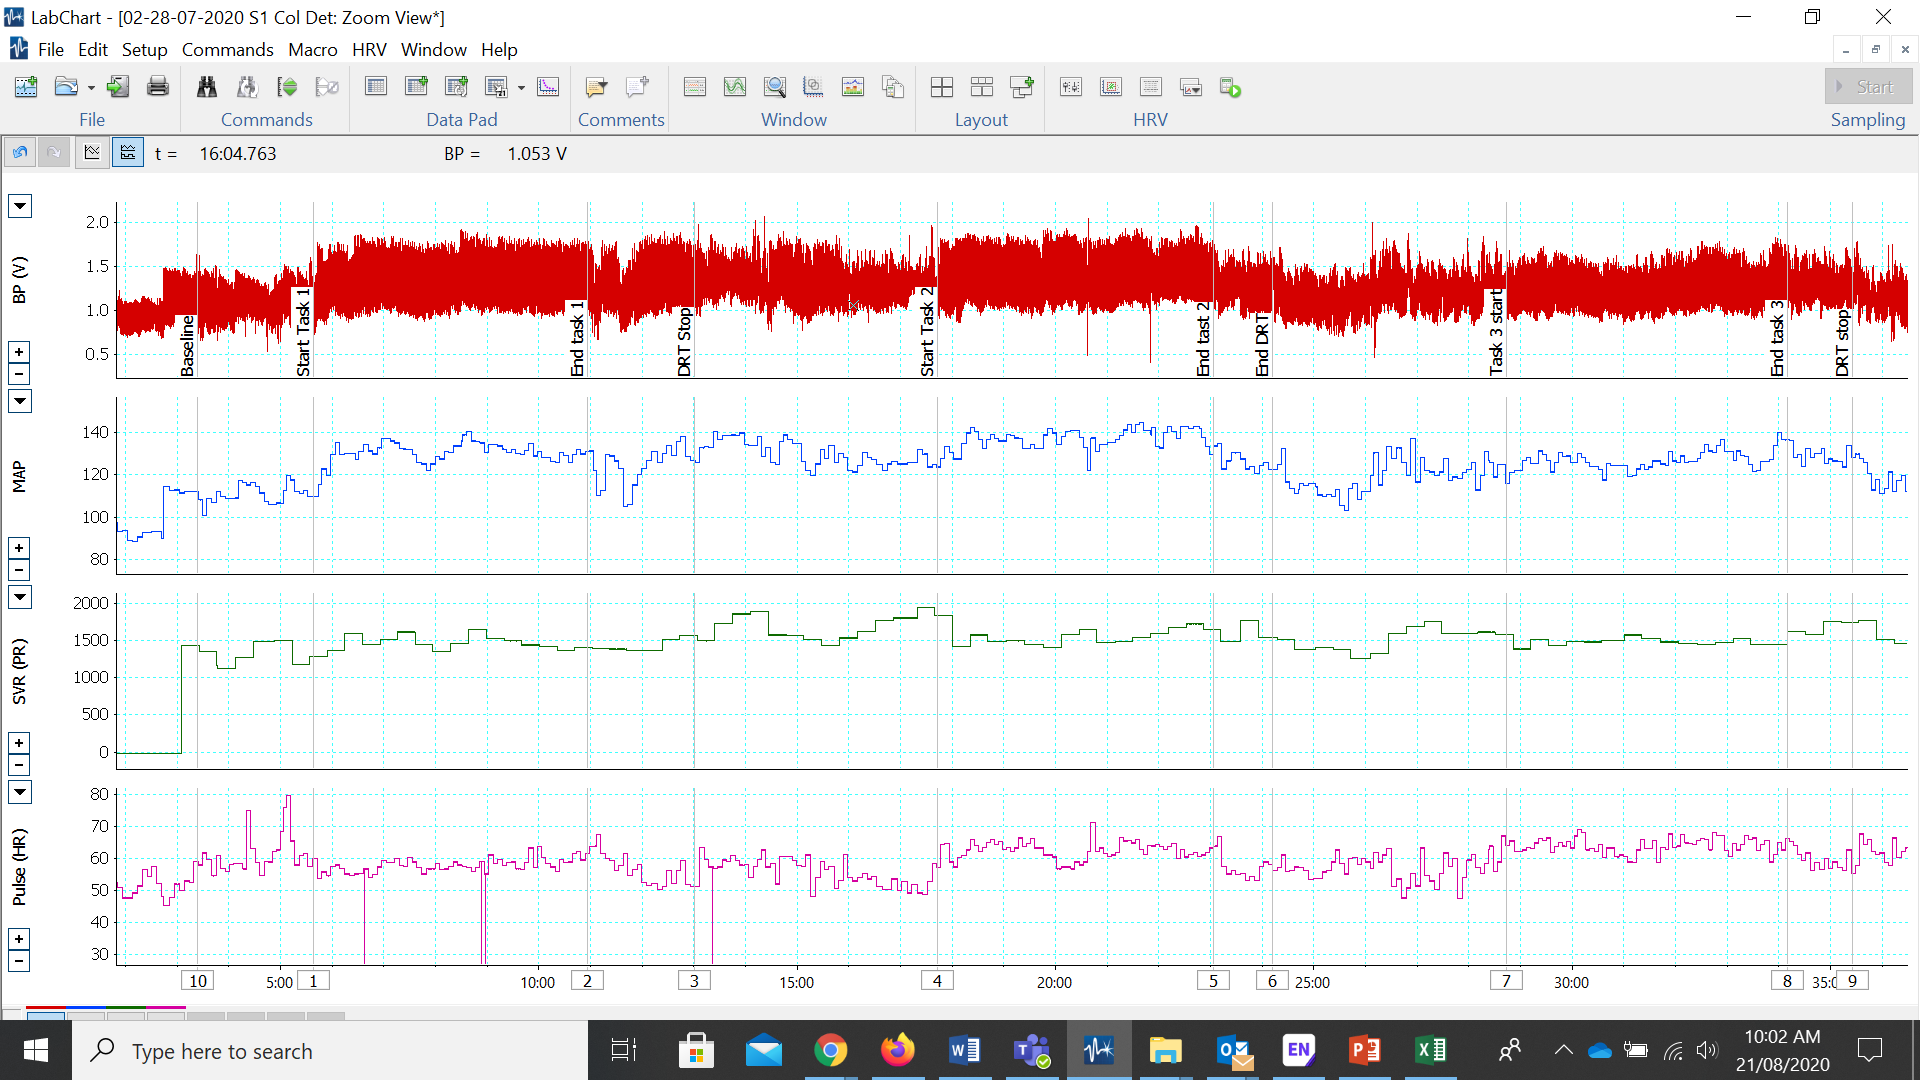 LabChart - [02-28-07-2020 S1 Col Det: Zoom View*]
File Edit Setup Commands Macro HRV Window Help
File Commands Data Pad Comments Window Layout HRV Start
Sampling
t = 16:04.763 BP = 1.053 V
BP (V)
2.0
1.5
1.0
0.5
Baseline
Start Task 1
End task 1
DRT Stop
Start Task 2
End tast 2
End DRT
Task 3 start
End task 3
DRT stop
MAP
140
120
100
80
SVR (PR)
2000
1500
1000
500
0
Pulse (HR)
80
70
60
50
40
30
10 5:00 1 10:00 2 3 15:00 4 20:00 5 6 25:00 7 30:00 8 35:0 9
Type here to search
EN
10:02 AM
21/08/2020